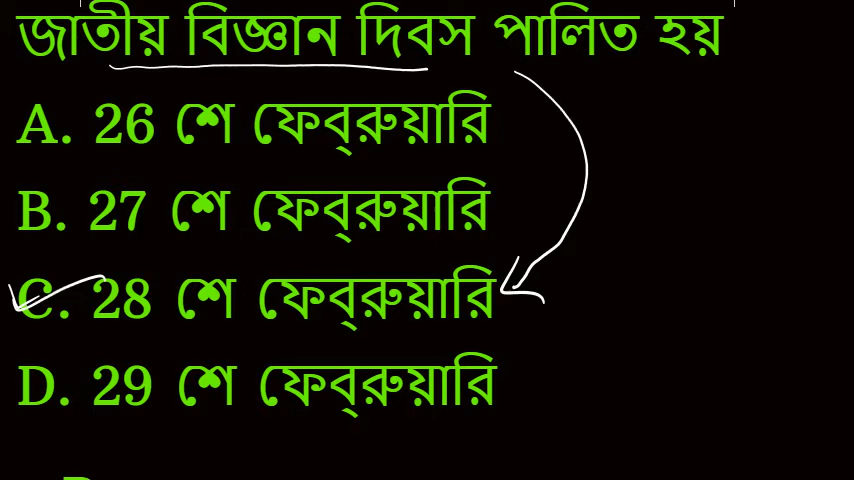 জাতীয় বিজ্ঞান দিবস পালিত হয়
A. 26 শে ফেব্রুয়ারি
B. 27 শে ফেব্রুয়ারি
C. 28 শে ফেব্রুয়ারি
D. 29 শে ফেব্রুয়ারি